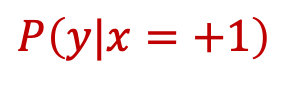 P(y|x = +1)